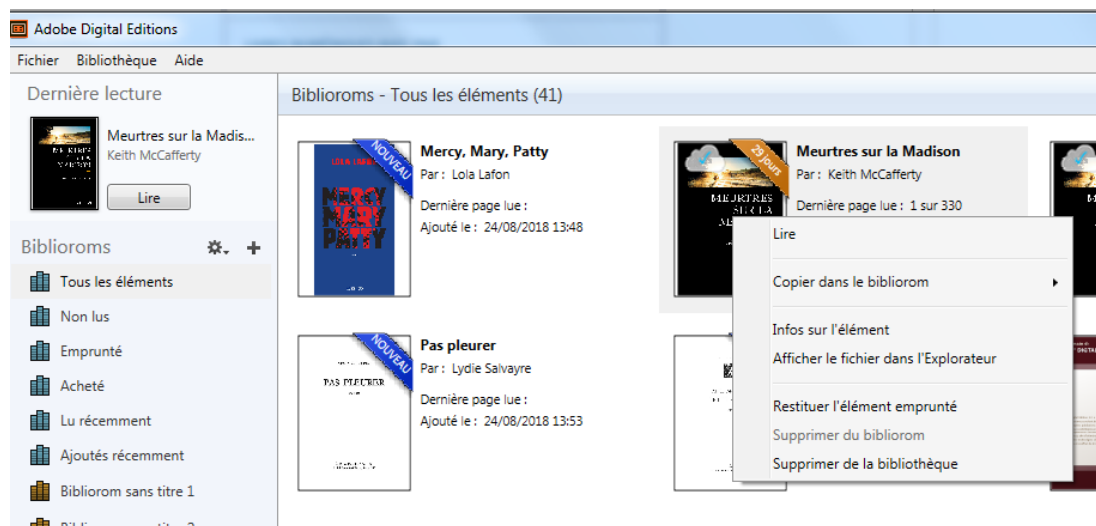 Adobe Digital Editions
Fichier Bibliothèque Aide
Dernière lecture
Meurtres sur la Madis...
Keith McCafferty
Lire
Biblioroms
Tous les éléments
Non lus
Emprunté
Acheté
Lu récemment
Ajoutés récemment
Bibliorom sans titre 1
Biblioroms - Tous les éléments (41)
NOUVEAU
LOLA LAFON
MERCY
MARY
PATTY
Mercy, Mary, Patty
Par : Lola Lafon
Dernière page lue :
Ajouté le : 24/08/2018 13:48
29 jours
MEURTRES
SUR LA
Meurtres sur la Madison
Par : Keith McCafferty
Dernière page lue : 1 sur 330
NOUVEAU
PAS PLEURER
Pas pleurer
Par : Lydie Salvayre
Dernière page lue :
Ajouté le : 24/08/2018 13:53
Lire
Copier dans le bibliorom
Infos sur l'élément
Afficher le fichier dans l'Explorateur
Restituer l'élément emprunté
Supprimer du bibliorom
Supprimer de la bibliothèque